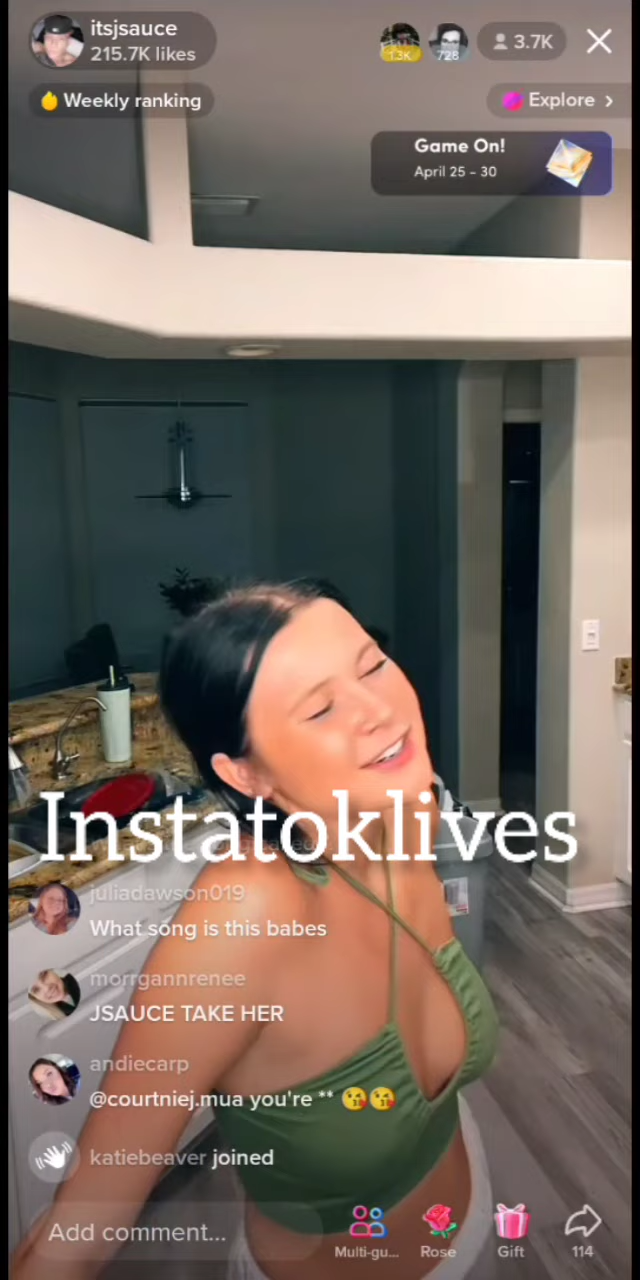 itsjsauce
215.7K likes
1.3K
728
3.7K
Weekly ranking
Explore >
Game On!
April 25 - 30
Instatoklives
juliadawson019
What song is this babes
morrgannrenee
JSAUCE TAKE HER
andiecarp
@courtniej.mua you're ** 😘😘
katiebeaver joined
Add comment...
Multi-gu...
Rose
Gift
114